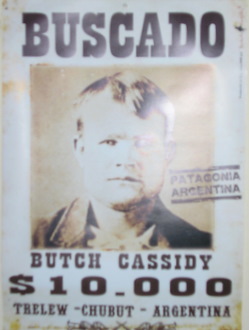 BUSCADO
PATAGONIA
ARGENTINA
BUTCH CASSIDY
$10.000
TRELEW - CHUBUT - ARGENTINA